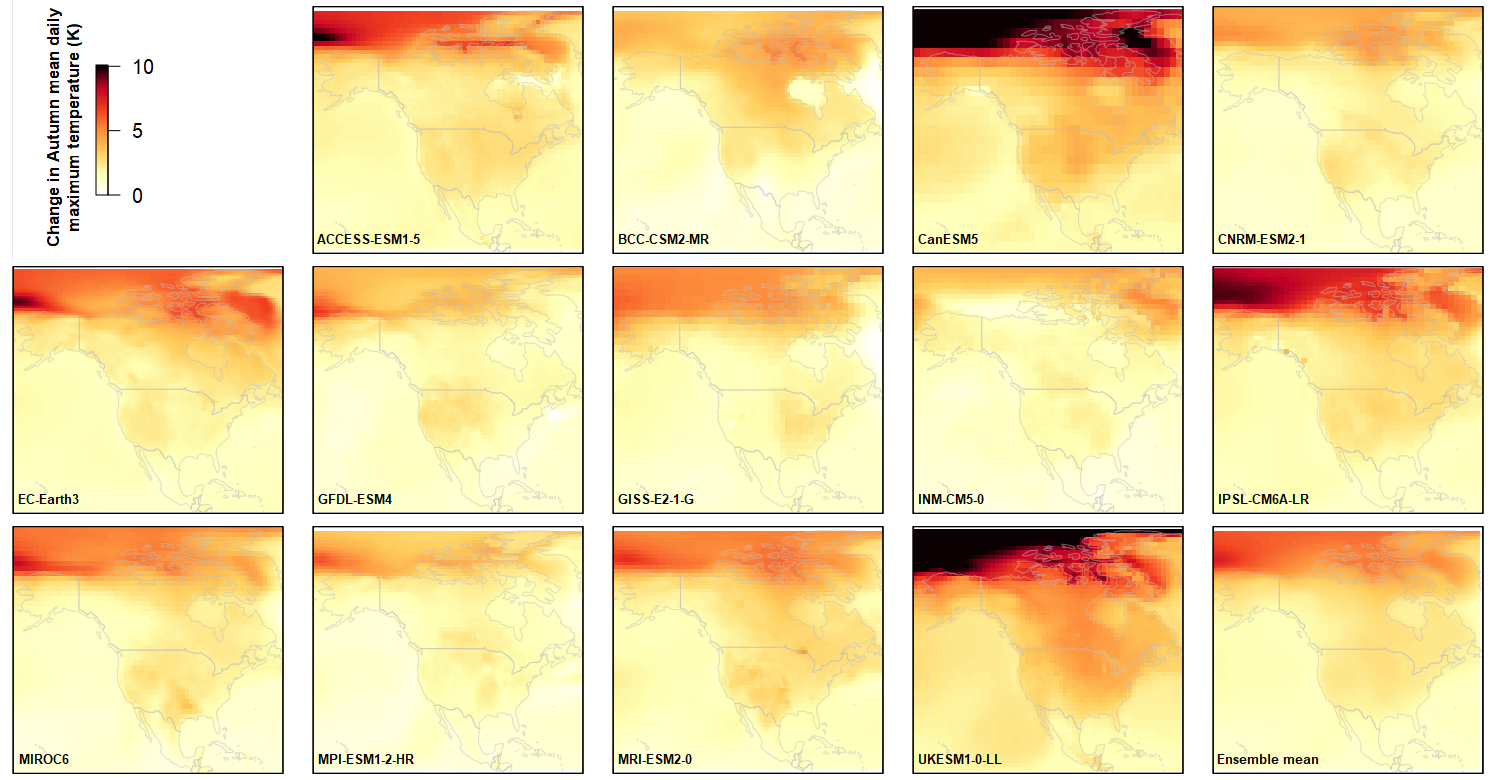 Change in Autumn mean daily
maximum temperature (K)
10
5
0
ACCESS-ESM1-5
BCC-CSM2-MR
CanESM5
CNRM-ESM2-1
EC-Earth3
GFDL-ESM4
GISS-E2-1-G
INM-CM5-0
IPSL-CM6A-LR
MIROC6
MPI-ESM1-2-HR
MRI-ESM2-0
UKESM1-0-LL
Ensemble mean